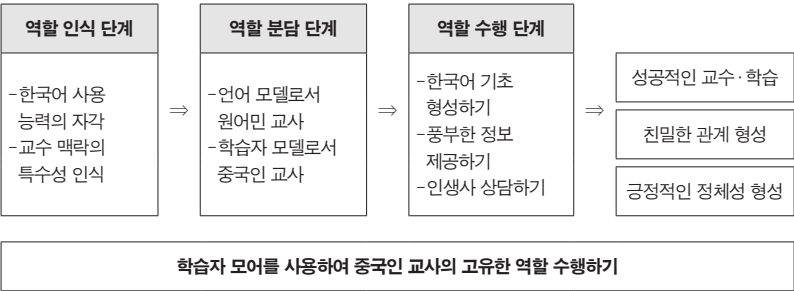 역할 인식 단계
-한국어 사용
능력의 자각
-교수 맥락의
특수성 인식
⇒
역할 분담 단계
-언어 모델로서
원어민 교사
-학습자 모델로서
중국인 교사
⇒
역할 수행 단계
-한국어 기초
형성하기
-풍부한 정보
제공하기
-인생사 상담하기
⇒
성공적인 교수·학습
친밀한 관계 형성
긍정적인 정체성 형성
학습자 모어를 사용하여 중국인 교사의 고유한 역할 수행하기